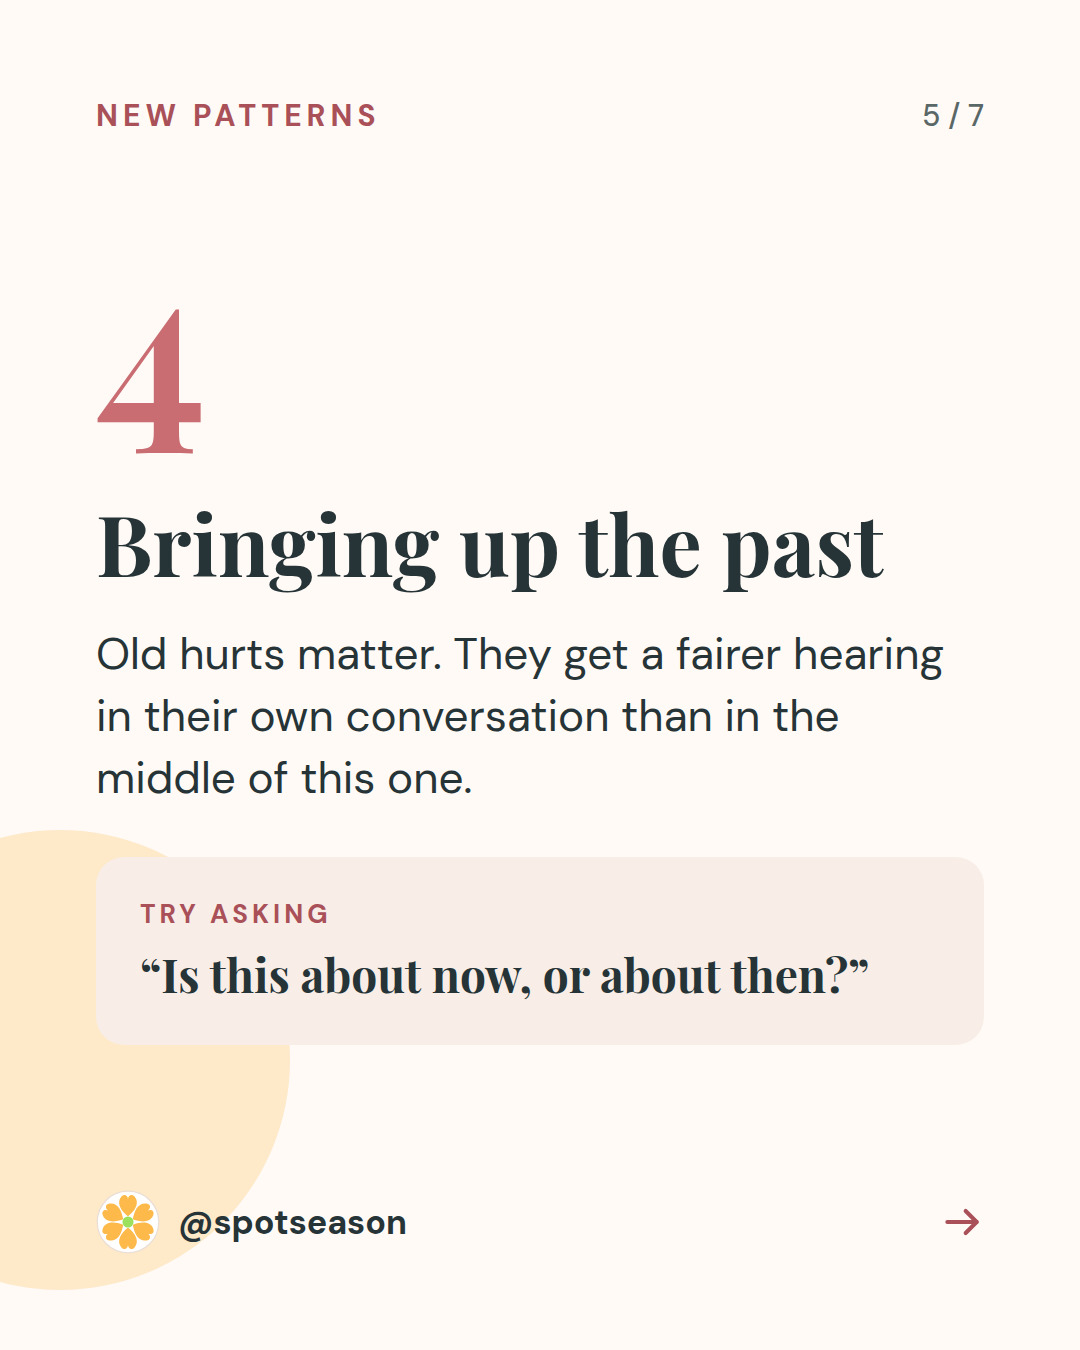 NEW PATTERNS
5 / 7
4
Bringing up the past
Old hurts matter. They get a fairer hearing
in their own conversation than in the
middle of this one.
TRY ASKING
“Is this about now, or about then?”
@spotseason